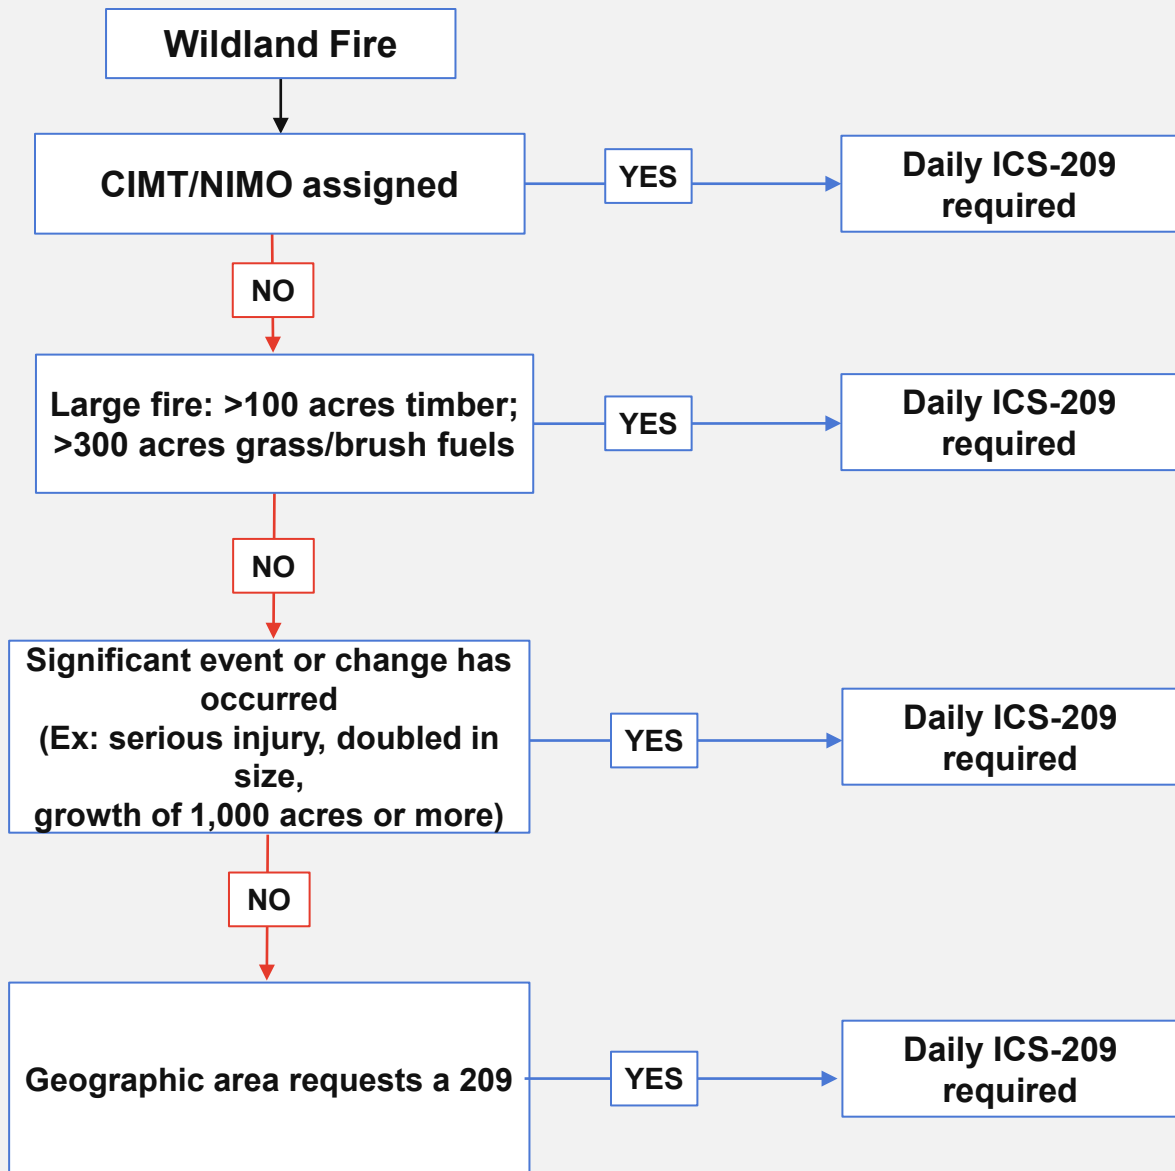 Wildland Fire
CIMT/NIMO assigned
YES
Daily ICS-209
required
NO
Large fire: >100 acres timber;
>300 acres grass/brush fuels
YES
Daily ICS-209
required
NO
Significant event or change has
occurred
(Ex: serious injury, doubled in
size,
growth of 1,000 acres or more)
YES
Daily ICS-209
required
NO
Geographic area requests a 209
YES
Daily ICS-209
required